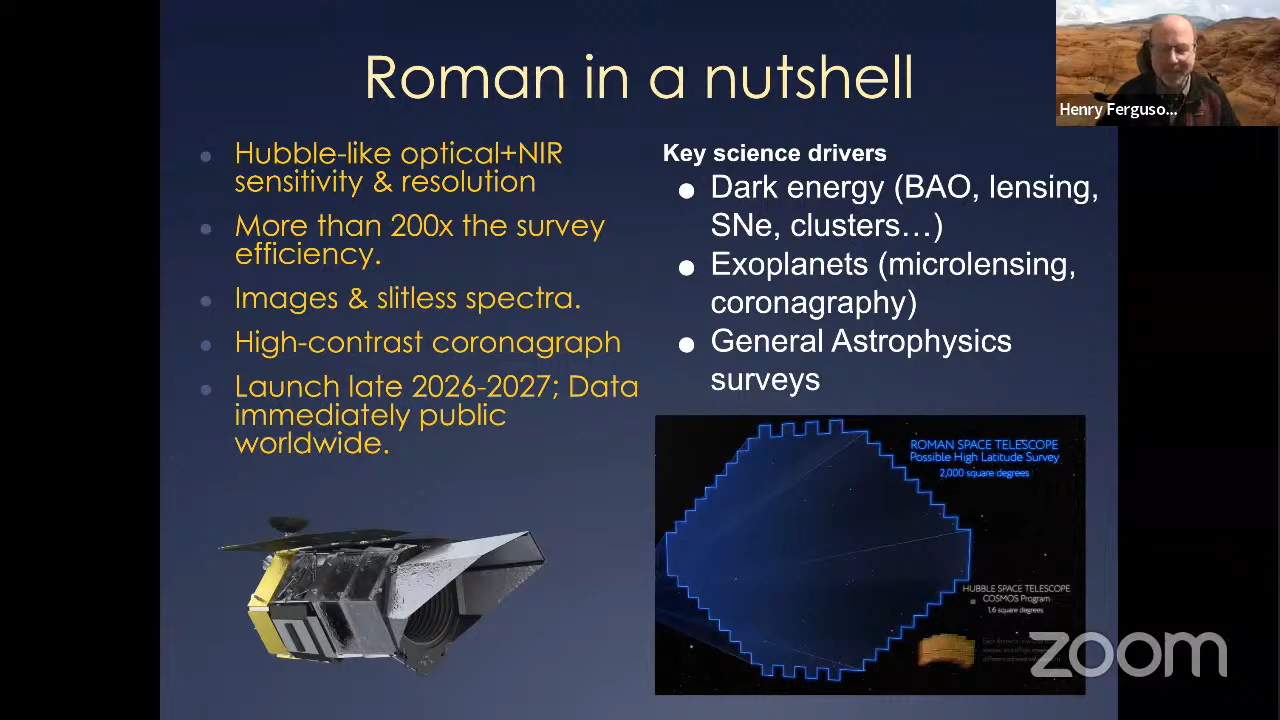 Roman in a nutshell
Henry Ferguso...
Hubble-like optical+NIR
sensitivity & resolution
More than 200x the survey
efficiency.
Images & slitless spectra.
High-contrast coronagraph
Launch late 2026-2027; Data
immediately public
worldwide.
Key science drivers
Dark energy (BAO, lensing,
SNe, clusters…)
Exoplanets (microlensing,
coronagraphy)
General Astrophysics
surveys
ROMAN SPACE TELESCOPE
Possible High Latitude Survey
2,000 square degrees
HUBBLE SPACE TELESCOPE
COSMOS Program
1.6 square degrees
zoom